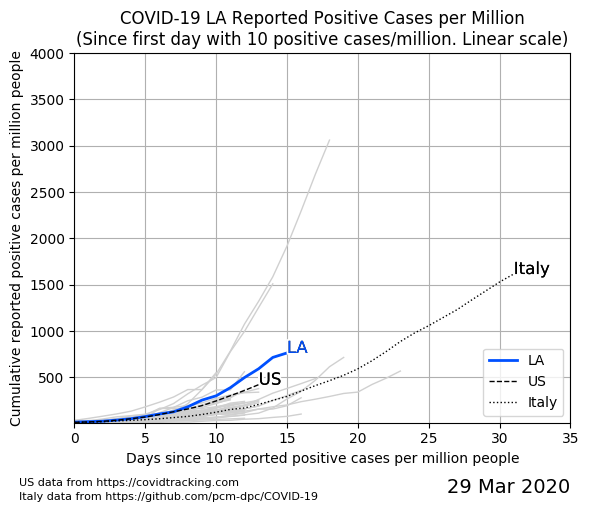 COVID-19 LA Reported Positive Cases per Million
(Since first day with 10 positive cases/million. Linear scale)
Cumulative reported positive cases per million people
4000
3500
3000
2500
2000
1500
1000
500
Italy
LA
US
LA
US
Italy
0 5 10 15 20 25 30 35
Days since 10 reported positive cases per million people
US data from https://covidtracking.com
Italy data from https://github.com/pcm-dpc/COVID-19
29 Mar 2020